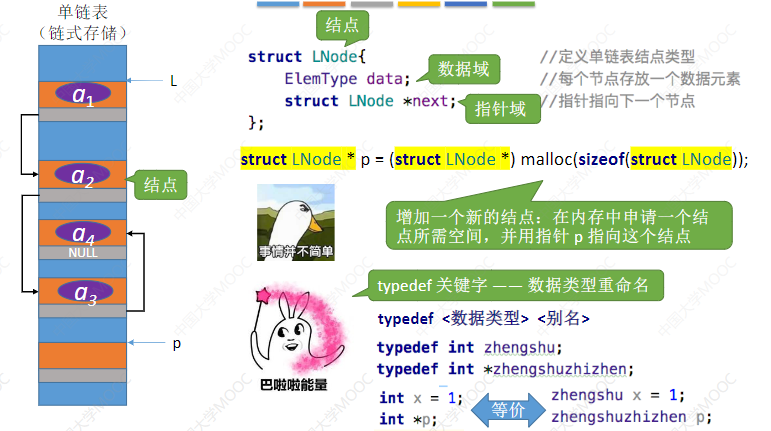 单链表
（链式存储）
L
a1
a2
结点
a4
NULL
a3
p
结点
struct LNode{ //定义单链表结点类型
ElemType data; 数据域 //每个节点存放一个数据元素
struct LNode *next; 指针域 //指针指向下一个节点
};
struct LNode * p = (struct LNode *) malloc(sizeof(struct LNode));
增加一个新的结点：在内存中申请一个结
点所需空间，并用指针 p 指向这个结点
事情并不简单
typedef 关键字 —— 数据类型重命名
typedef <数据类型> <别名>
typedef int zhengshu;
typedef int *zhengshuzhizhen;
巴啦啦能量
int x = 1; 等价 zhengshu x = 1;
int *p; zhengshuzhizhen p;
中国大学MOOC